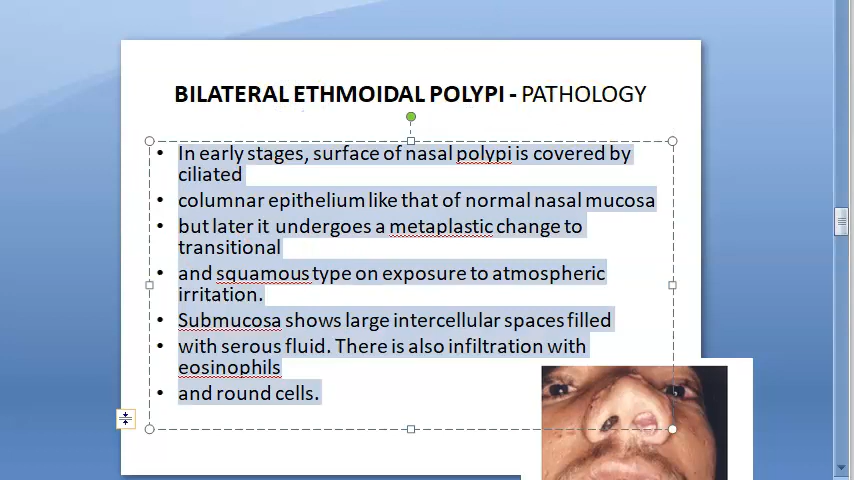 BILATERAL ETHMOIDAL POLYPI - PATHOLOGY
• In early stages, surface of nasal polypi is covered by
ciliated
• columnar epithelium like that of normal nasal mucosa
• but later it undergoes a metaplastic change to
transitional
• and squamous type on exposure to atmospheric
irritation.
• Submucosa shows large intercellular spaces filled
• with serous fluid. There is also infiltration with
eosinophils
• and round cells.